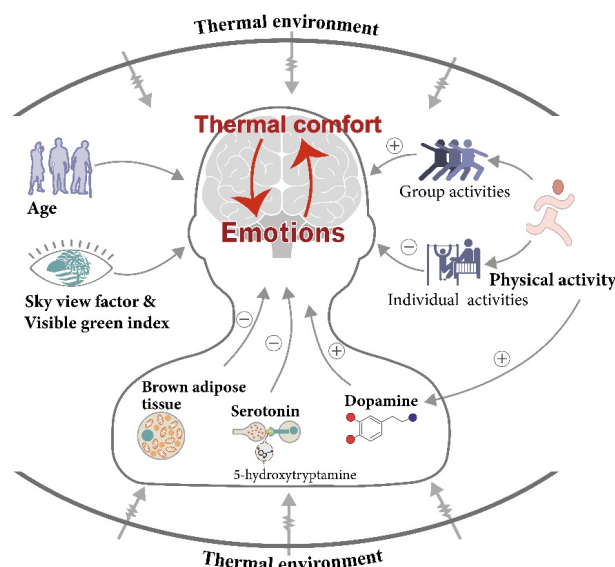 Thermal environment
Thermal comfort
Emotions
Age
Sky view factor &
Visible green index
+
Group activities
−
Individual activities
Physical activity
+
−
−
+
Brown adipose
tissue
Serotonin
5-hydroxytryptamine
Dopamine
Thermal environment